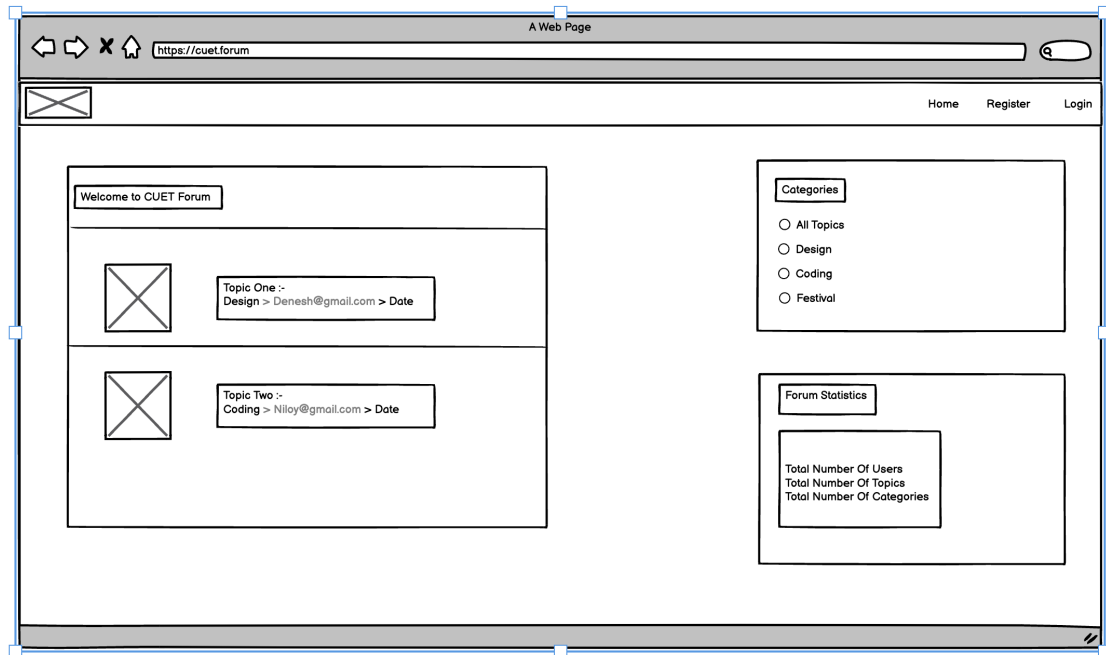 A Web Page
https://cuet.forum
Home Register Login
Welcome to CUET Forum
Topic One :-
Design > Denesh@gmail.com > Date
Topic Two :-
Coding > Niloy@gmail.com > Date
Categories
All Topics
Design
Coding
Festival
Forum Statistics
Total Number Of Users
Total Number Of Topics
Total Number Of Categories